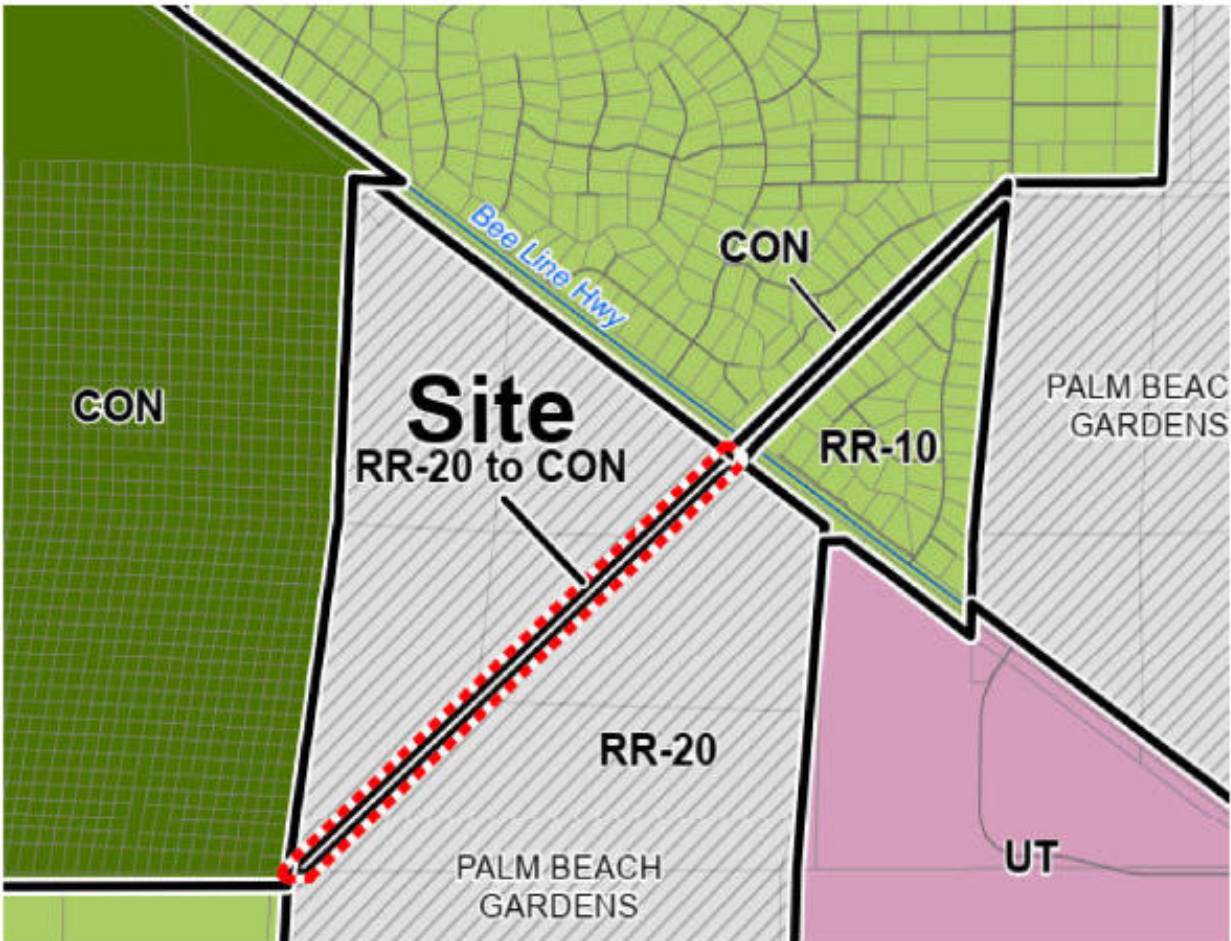 Bee Line Hwy
CON
CON
Site
RR-20 to CON
PALM BEAC
GARDENS
RR-10
RR-20
UT
PALM BEACH
GARDENS